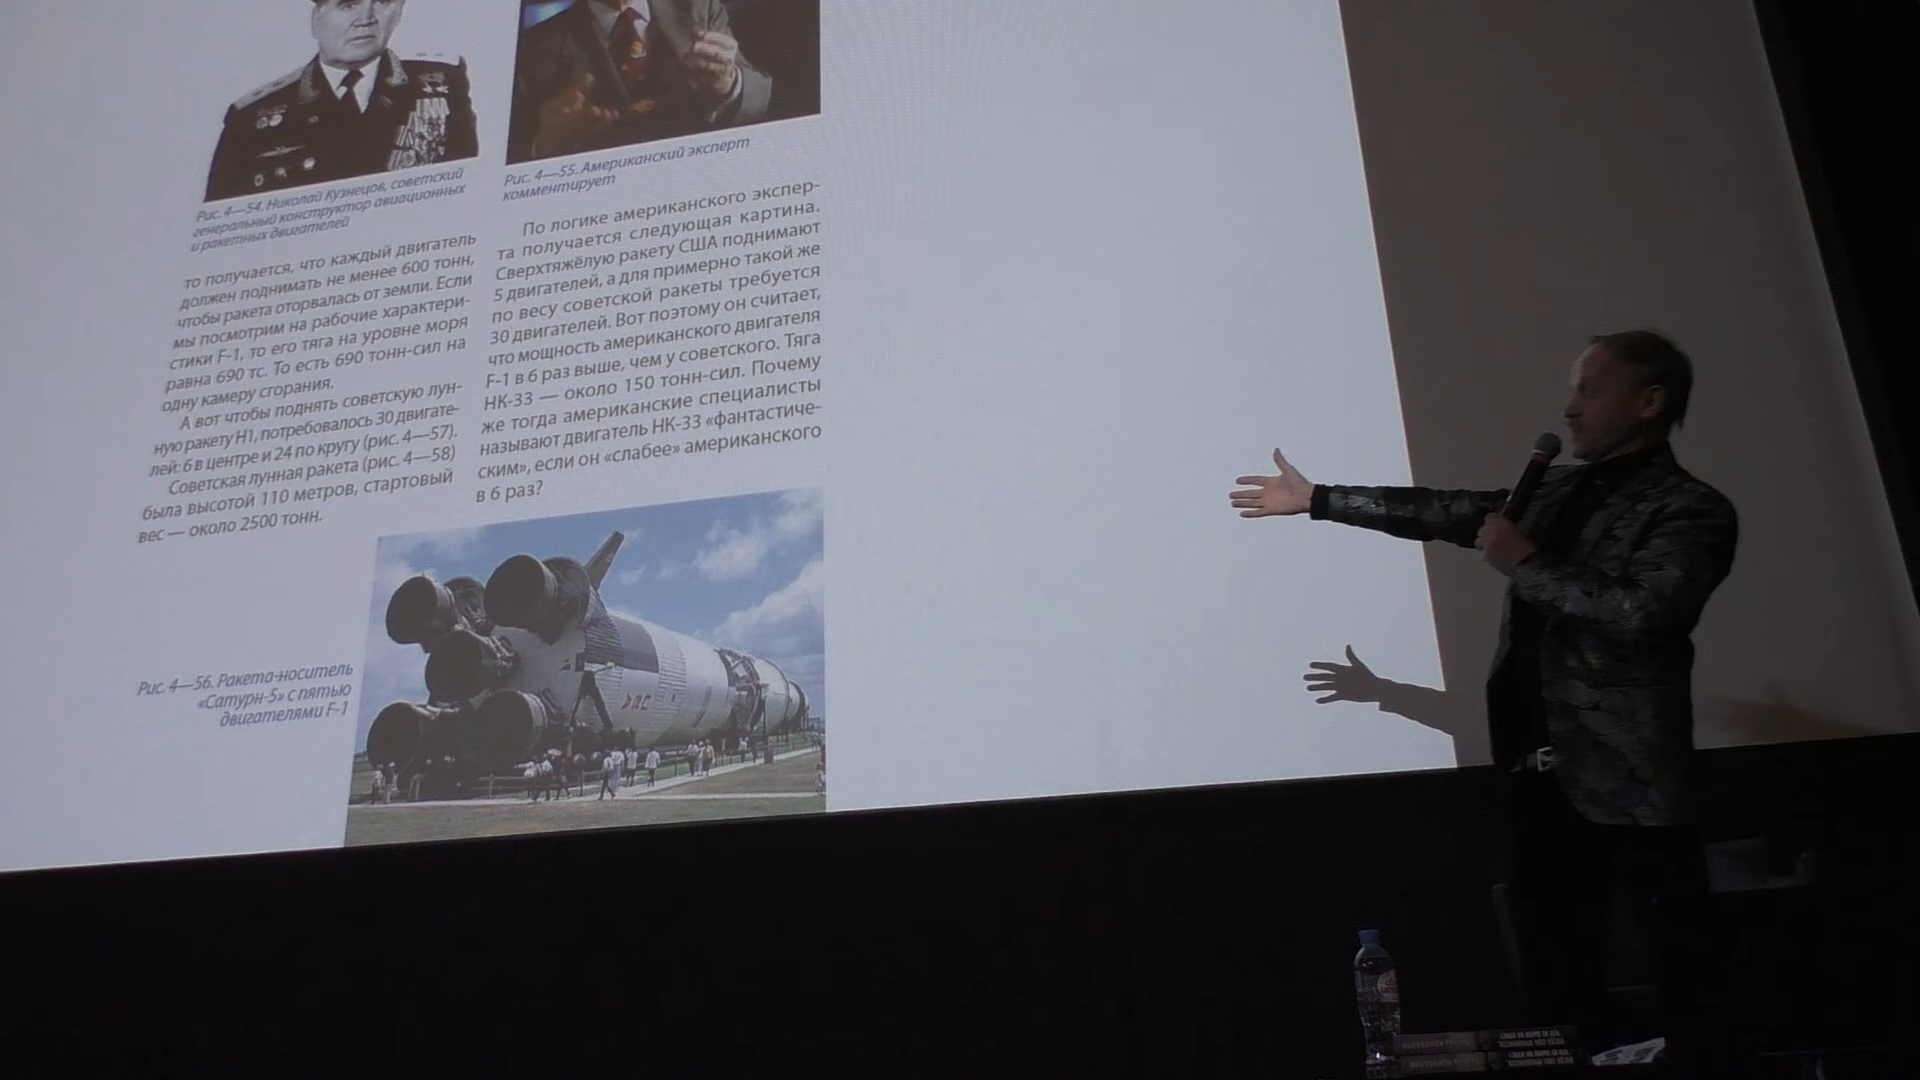 Рис. 4—54. Николай Кузнецов, советский
генеральный конструктор авиационных
и ракетных двигателей
то получается, что каждый двигатель
должен поднимать не менее 600 тонн,
чтобы ракета оторвалась от земли. Если
мы посмотрим на рабочие характери-
стики F-1, то его тяга на уровне моря
равна 690 тс. То есть 690 тонн-сил на
одну камеру сгорания.
А вот чтобы поднять советскую лун-
ную ракету Н1, потребовалось 30 двигате-
лей: 6 в центре и 24 по кругу (рис. 4—57).
Советская лунная ракета (рис. 4—58)
была высотой 110 метров, стартовый
вес — около 2500 тонн.
Рис. 4—55. Американский эксперт
комментирует
По логике американского экспер-
та получается следующая картина.
Сверхтяжёлую ракету США поднимают
5 двигателей, а для примерно такой же
по весу советской ракеты требуется
30 двигателей. Вот поэтому он считает,
что мощность американского двигателя
F-1 в 6 раз выше, чем у советского. Тяга
НК-33 — около 150 тонн-сил. Почему
же тогда американские специалисты
называют двигатель НК-33 «фантастиче-
ским», если он «слабее» американского
в 6 раз?
Рис. 4—56. Ракета-носитель
«Сатурн-5» с пятью
двигателями F-1